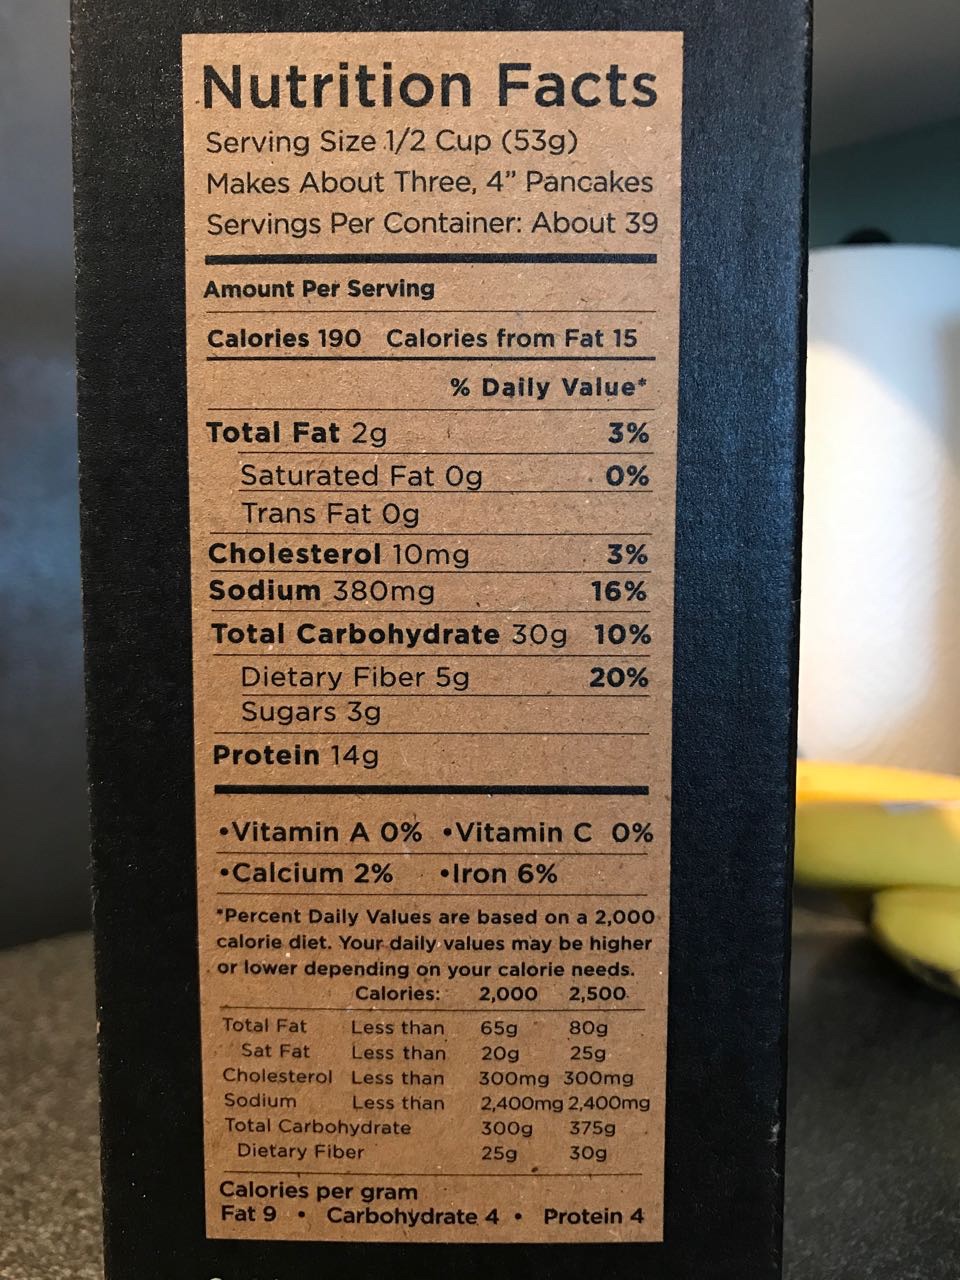 Nutrition Facts
Serving Size 1/2 Cup (53g)
Makes About Three, 4” Pancakes
Servings Per Container: About 39
Amount Per Serving
Calories 190 Calories from Fat 15
% Daily Value*
Total Fat 2g 3%
Saturated Fat 0g 0%
Trans Fat 0g
Cholesterol 10mg 3%
Sodium 380mg 16%
Total Carbohydrate 30g 10%
Dietary Fiber 5g 20%
Sugars 3g
Protein 14g
•Vitamin A 0% •Vitamin C 0%
•Calcium 2% •Iron 6%
*Percent Daily Values are based on a 2,000
calorie diet. Your daily values may be higher
or lower depending on your calorie needs.
Calories: 2,000 2,500
Total Fat Less than 65g 80g
Sat Fat Less than 20g 25g
Cholesterol Less than 300mg 300mg
Sodium Less than 2,400mg 2,400mg
Total Carbohydrate 300g 375g
Dietary Fiber 25g 30g
Calories per gram
Fat 9 • Carbohydrate 4 • Protein 4